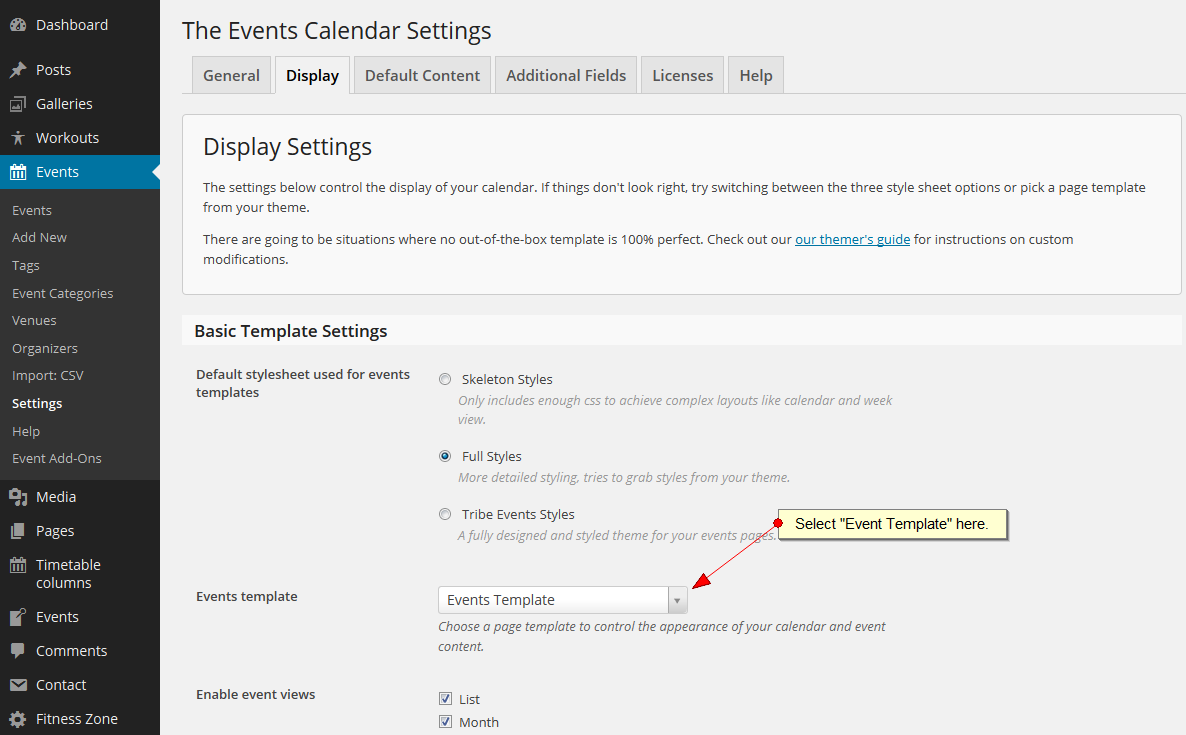 Dashboard
Posts
Galleries
Workouts
Events
Events
Add New
Tags
Event Categories
Venues
Organizers
Import: CSV
Settings
Help
Event Add-Ons
Media
Pages
Timetable
columns
Events
Comments
Contact
Fitness Zone
The Events Calendar Settings
General
Display
Default Content
Additional Fields
Licenses
Help
Display Settings
The settings below control the display of your calendar. If things don't look right, try switching between the three style sheet options or pick a page template
from your theme.
There are going to be situations where no out-of-the-box template is 100% perfect. Check out our our themer's guide for instructions on custom
modifications.
Basic Template Settings
Default stylesheet used for events
templates
Skeleton Styles
Only includes enough css to achieve complex layouts like calendar and week
view.
Full Styles
More detailed styling, tries to grab styles from your theme.
Tribe Events Styles
A fully designed and styled theme for your events pages.
Select "Event Template" here.
Events template
Events Template
Choose a page template to control the appearance of your calendar and event
content.
Enable event views
List
Month